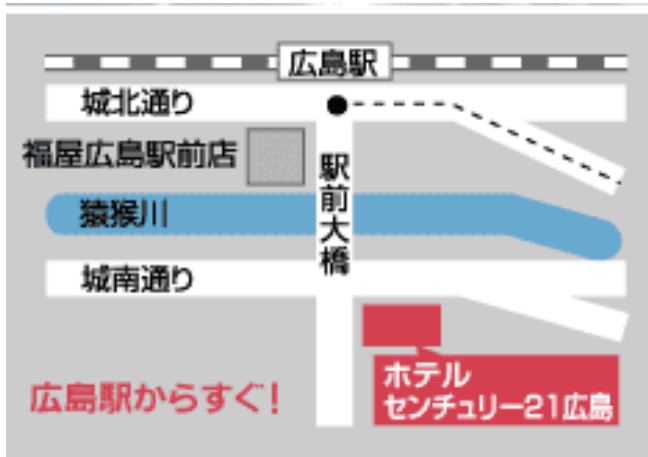 広島駅
城北通り
福屋広島駅前店
駅前大橋
猿猴川
城南通り
ホテル
センチュリー21広島
広島駅からすぐ!